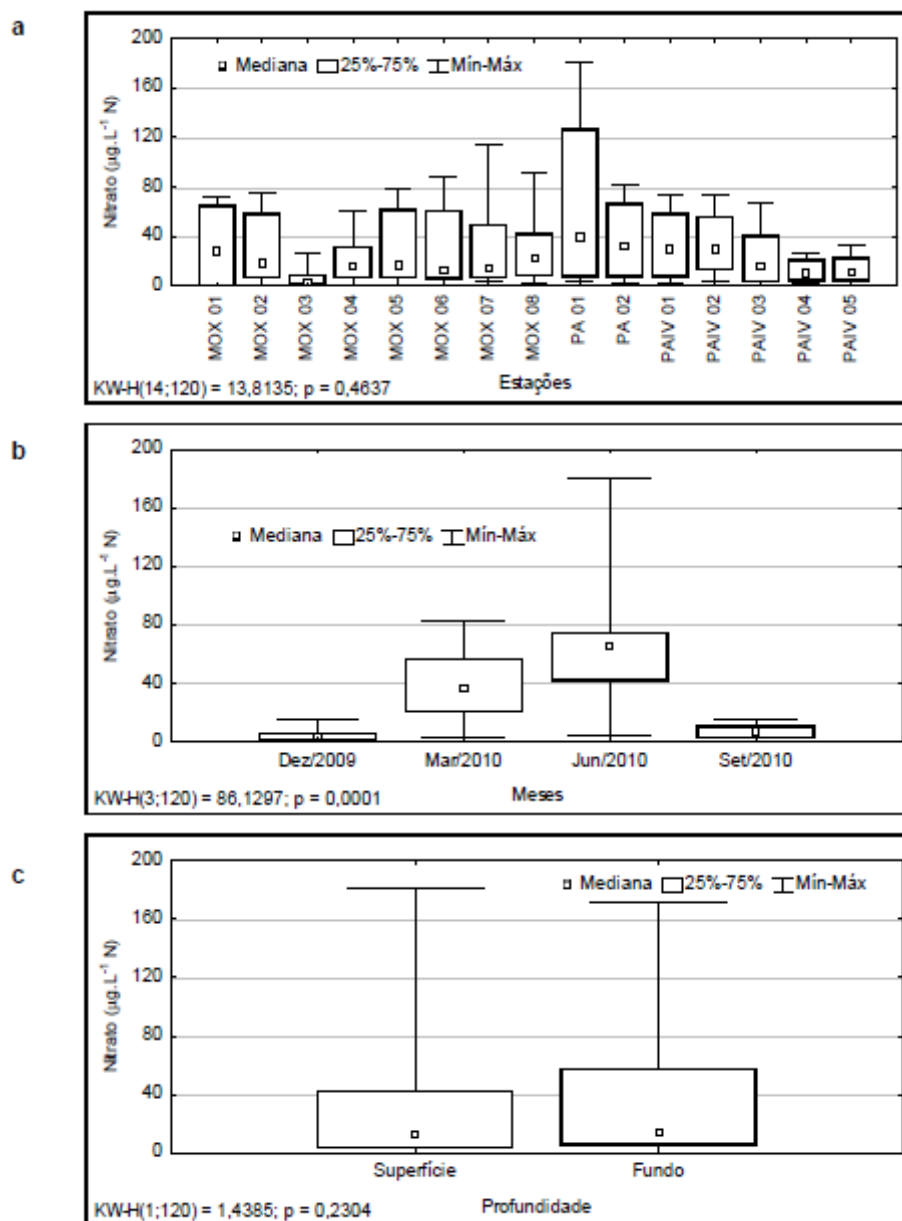 a
200
160
120
80
40
0
Nitrato (µg.L⁻¹ N)
Mediana 25%-75% Mín-Máx
MOX 01
MOX 02
MOX 03
MOX 04
MOX 05
MOX 06
MOX 07
MOX 08
PA 01
PA 02
PAIV 01
PAIV 02
PAIV 03
PAIV 04
PAIV 05
KW-H(14;120) = 13,8135; p = 0,4637
Estações
b
200
160
120
80
40
0
Nitrato (µg.L⁻¹ N)
Mediana 25%-75% Mín-Máx
Dez/2009 Mar/2010 Jun/2010 Set/2010
KW-H(3;120) = 86,1297; p = 0,0001
Meses
c
200
160
120
80
40
0
Nitrato (µg.L⁻¹ N)
Mediana 25%-75% Mín-Máx
Superfície Fundo
KW-H(1;120) = 1,4385; p = 0,2304
Profundidade